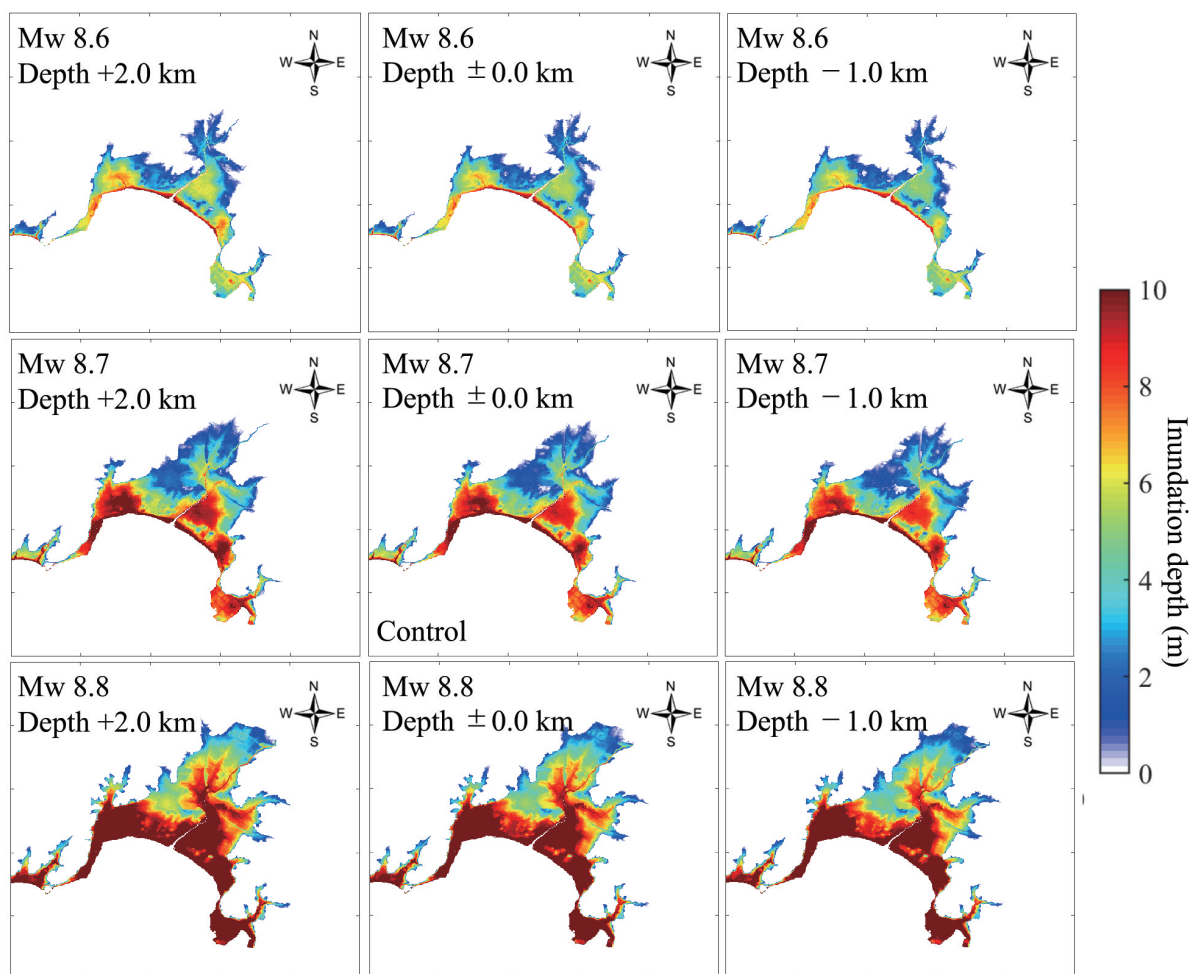 Mw 8.6
Depth +2.0 km
N
W E
S
Mw 8.6
Depth ±0.0 km
N
W E
S
Mw 8.6
Depth −1.0 km
N
W E
S
Mw 8.7
Depth +2.0 km
N
W E
S
Mw 8.7
Depth ±0.0 km
N
W E
S
Control
Mw 8.7
Depth −1.0 km
N
W E
S
Mw 8.8
Depth +2.0 km
N
W E
S
Mw 8.8
Depth ±0.0 km
N
W E
S
Mw 8.8
Depth −1.0 km
N
W E
S
10
8
6
4
2
0
Inundation depth (m)